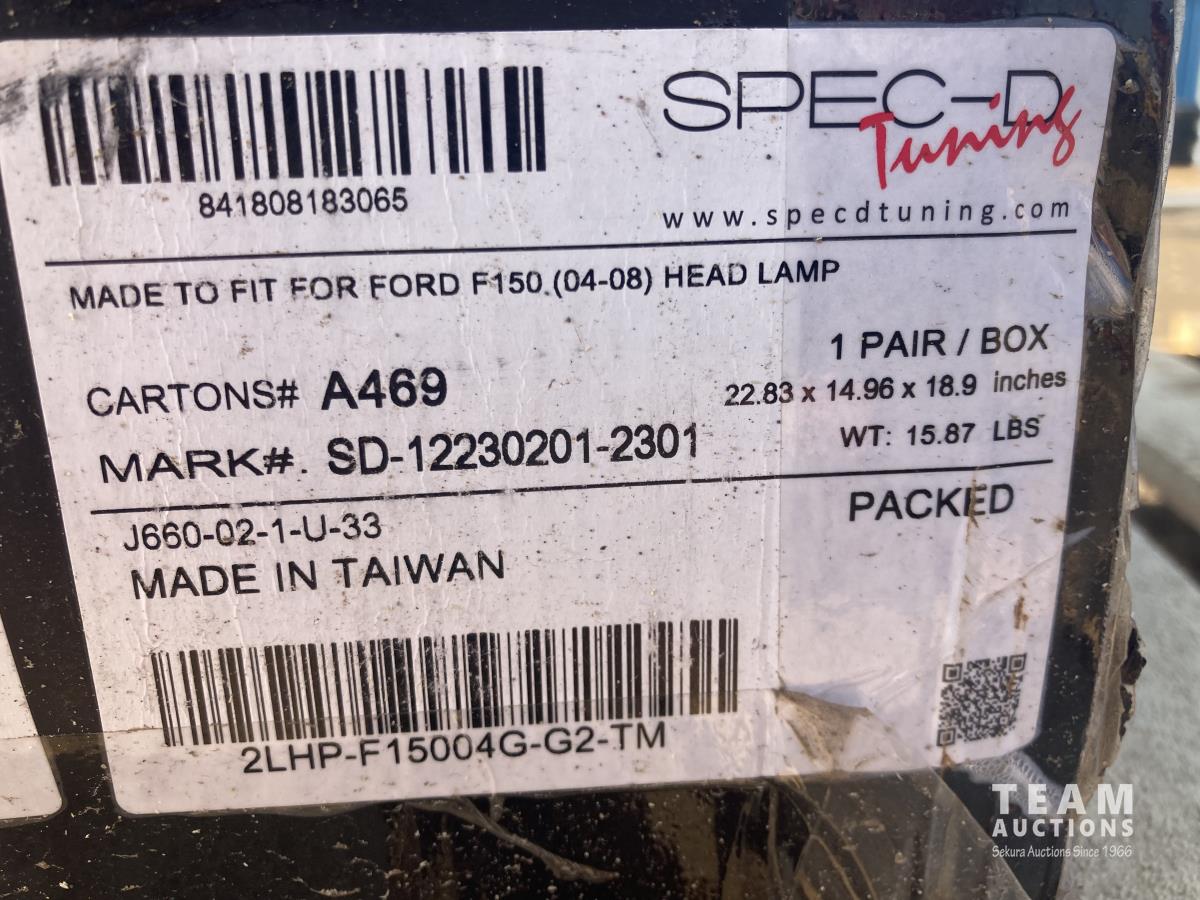 SPEC-D
Tuning
841808183065
www.specdtuning.com
MADE TO FIT FOR FORD F150 (04-08) HEAD LAMP
1 PAIR / BOX
CARTONS# A469
22.83 x 14.96 x 18.9 inches
MARK#. SD-12230201-2301
WT: 15.87 LBS
PACKED
J660-02-1-U-33
MADE IN TAIWAN
2LHP-F15004G-G2-TM
TEAM
AUCTIONS
Sekura Auctions Since 1966